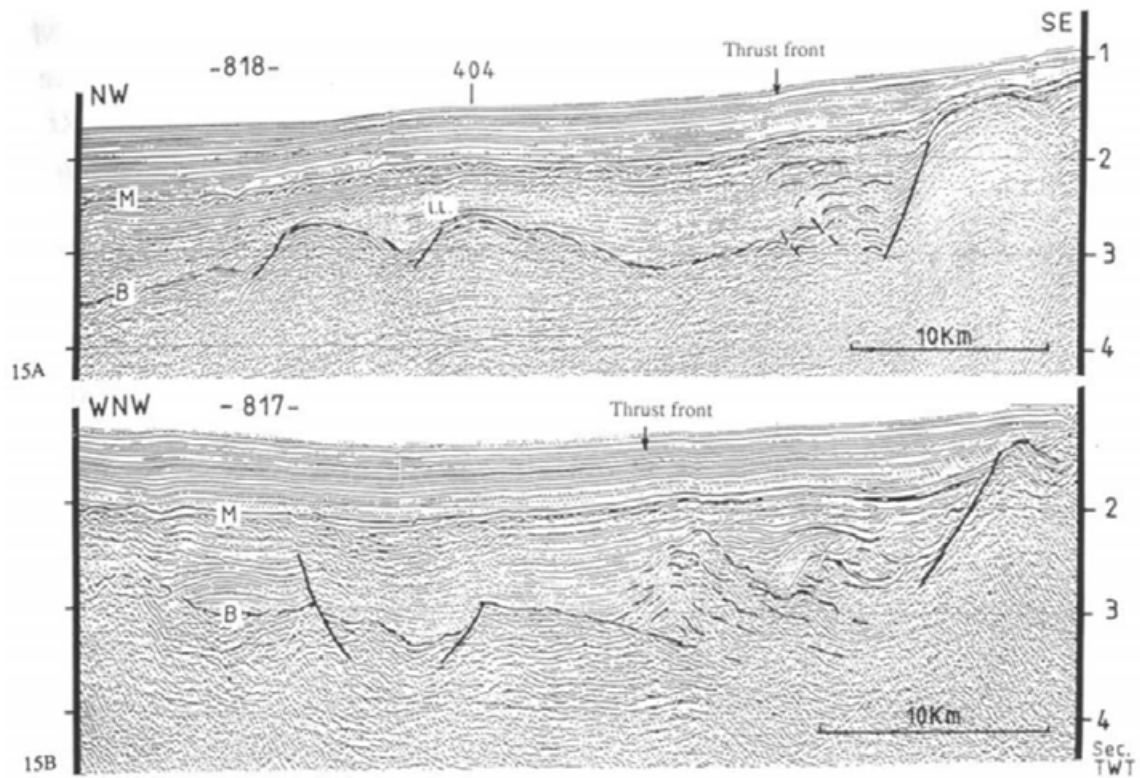 SE
Thrust front
-818- 404
NW
1
2
M
LL.
3
B
10Km
4
15A
WNW -817- Thrust front
M
2
B
3
10Km
4
15B
Sec.
TWT